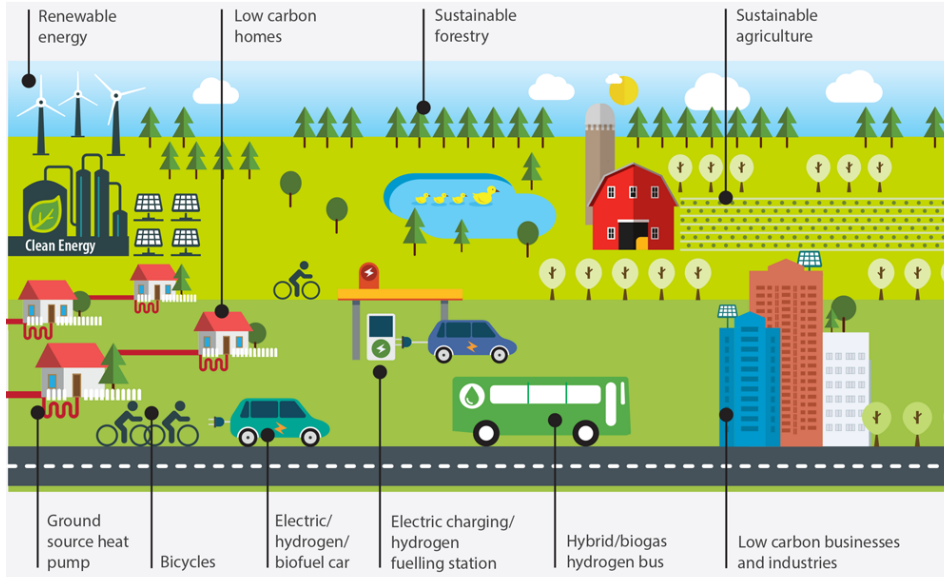 Renewable
energy
Low carbon
homes
Sustainable
forestry
Sustainable
agriculture
Clean Energy
Ground
source heat
pump
Bicycles
Electric/
hydrogen/
biofuel car
Electric charging/
hydrogen
fuelling station
Hybrid/biogas
hydrogen bus
Low carbon businesses
and industries